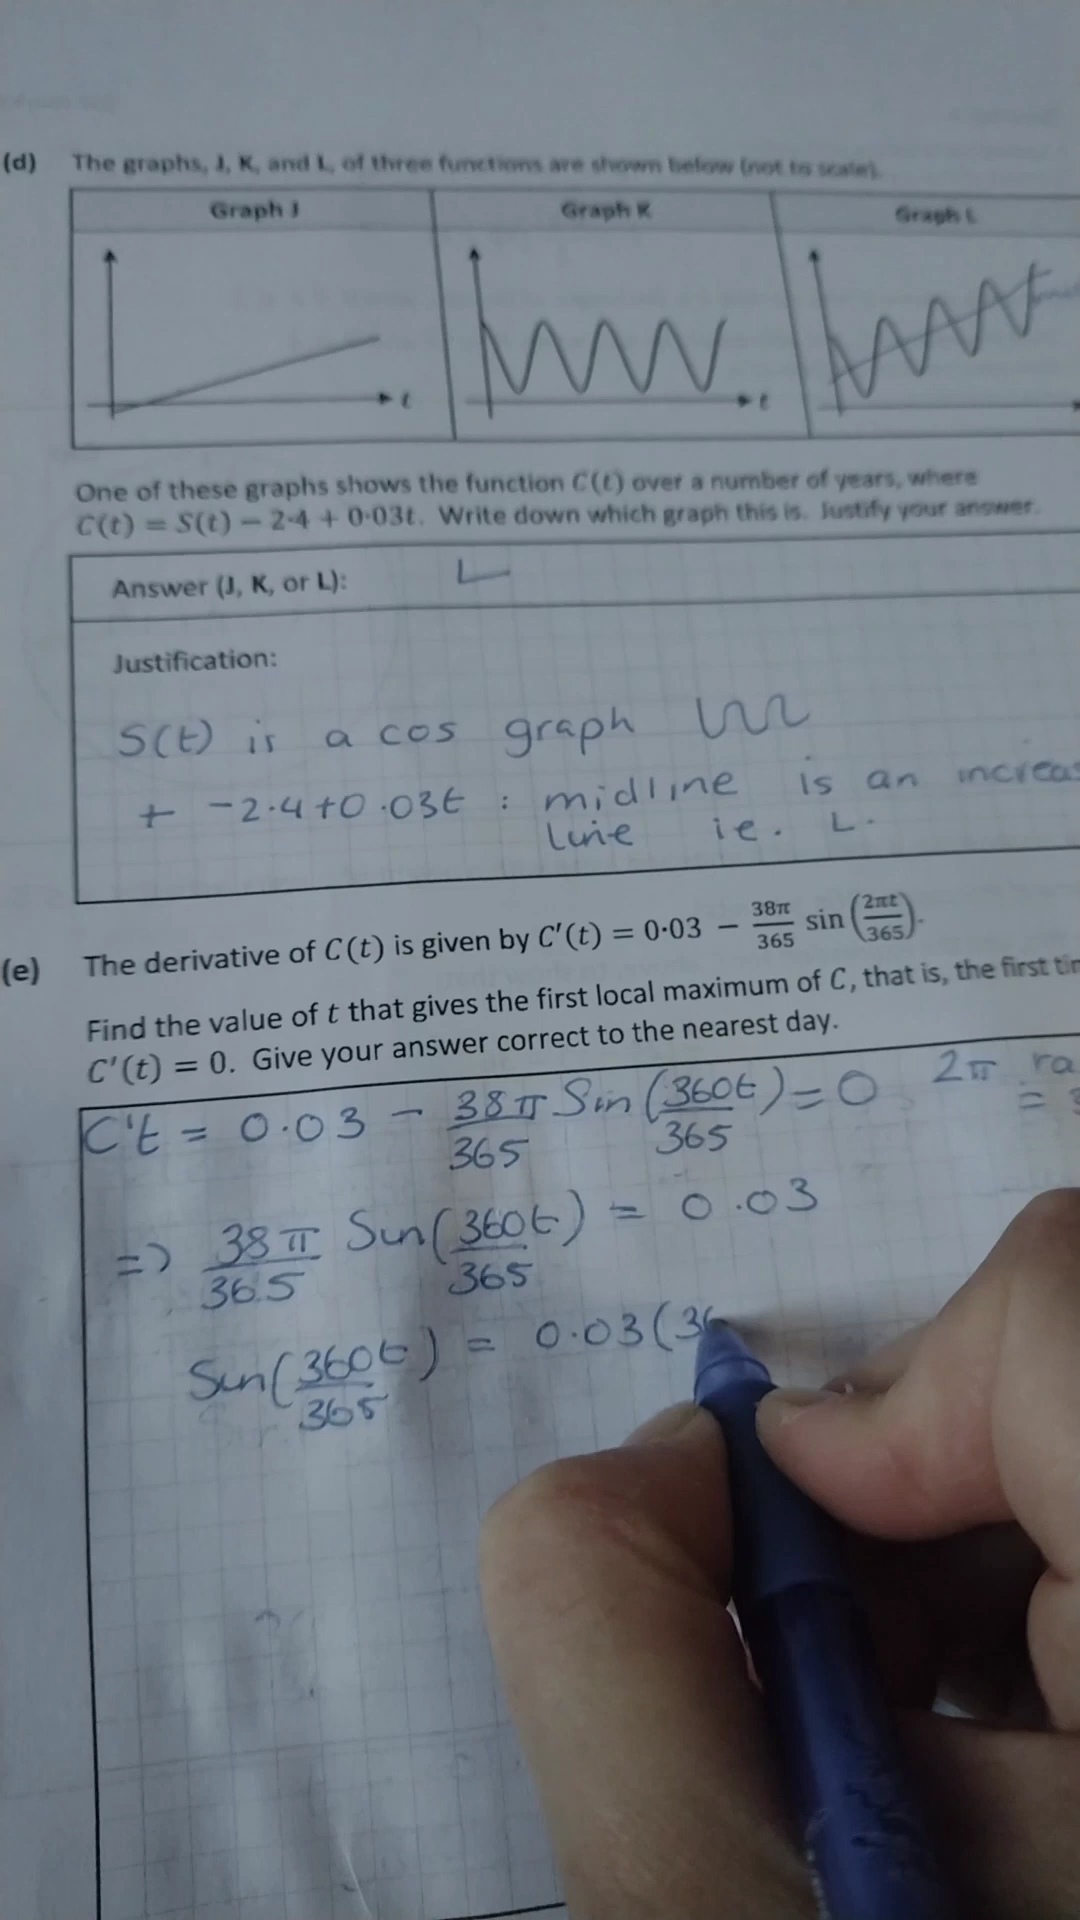 (d) The graphs, J, K, and L, of three functions are shown below (not to scale).
Graph J Graph K Graph L
t t
One of these graphs shows the function C(t) over a number of years, where
C(t) = S(t) − 2·4 + 0·03t. Write down which graph this is. Justify your answer.
Answer (J, K, or L): L
Justification:
S(t) is a cos graph
+ -2.4+0.03t : midline is an increas
line ie. L.
(e) The derivative of C(t) is given by C'(t) = 0·03 − 38π/365 sin (2πt/365).
Find the value of t that gives the first local maximum of C, that is, the first
C'(t) = 0. Give your answer correct to the nearest day.
C't = 0.03 - 38π/365 Sin (360t/365) = 0 2π ra
=
=> 38π/365 Sin (360t/365) = 0.03
Sin (360t/365) = 0.03 (36